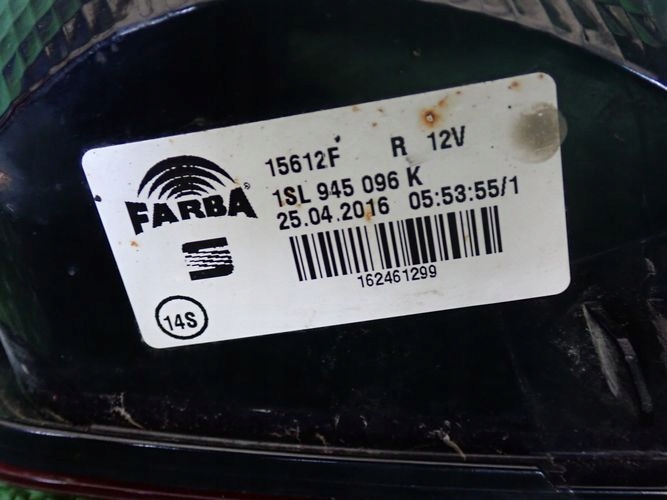 15612F R 12V
FARBA®
1SL 945 096 K
25.04.2016 05:53:55/1
162461299
14S